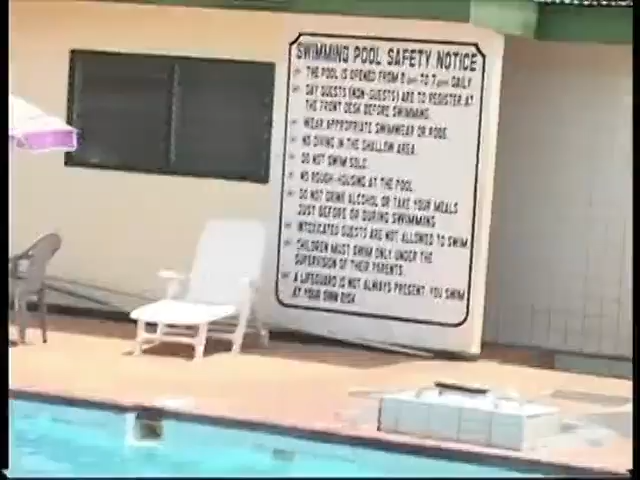 SWIMMING POOL SAFETY NOTICE
THE POOL IS OPENED FROM 8 am TO 7 pm DAILY
DAY GUESTS (NON-GUESTS) ARE TO REGISTER AT
THE FRONT DESK BEFORE SWIMMING.
WEAR APPROPRIATE SWIMWEAR OR ROBE.
NO DIVING IN THE SHALLOW AREA.
DO NOT SWIM SOLO.
NO ROUGH-HOUSING AT THE POOL.
DO NOT DRINK ALCOHOL OR TAKE YOUR MEALS
JUST BEFORE OR DURING SWIMMING
INTOXICATED GUESTS ARE NOT ALLOWED TO SWIM.
CHILDREN MUST SWIM ONLY UNDER THE
SUPERVISION OF THEIR PARENTS.
A LIFEGUARD IS NOT ALWAYS PRESENT. YOU SWIM
AT YOUR OWN RISK